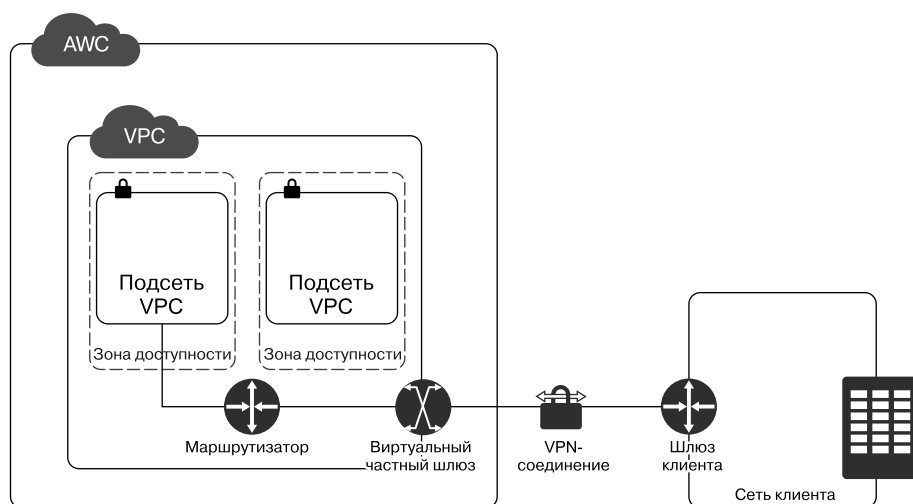 AWC
VPC
Подсеть
VPC
Подсеть
VPC
Зона доступности
Зона доступности
Маршрутизатор
Виртуальный
частный шлюз
VPN-
соединение
Шлюз
клиента
Сеть клиента